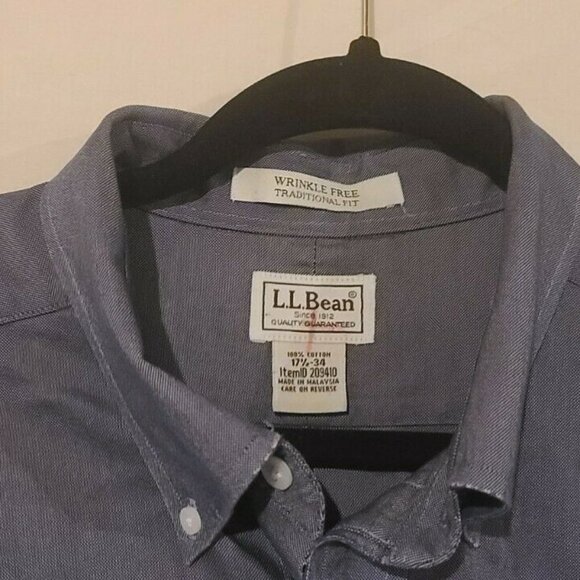 WRINKLE FREE
TRADITIONAL FIT
L.L.Bean®
Since 1912
QUALITY GUARANTEED
100% COTTON
17½-34
ItemID 209410
MADE IN MALAYSIA
CARE ON REVERSE